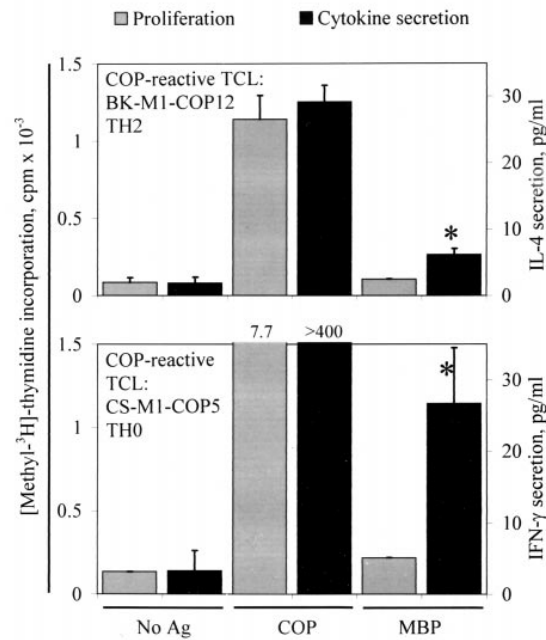 Proliferation Cytokine secretion
[Methyl-³H]-thymidine incorporation, cpm x 10⁻³
1.5
1
0.5
0
COP-reactive TCL:
BK-M1-COP12
TH2
*
30
20
10
0
IL-4 secretion, pg/ml
1.5
1
0.5
0
COP-reactive
TCL:
CS-M1-COP5
TH0
7.7 >400
*
30
20
10
0
IFN-γ secretion, pg/ml
No Ag COP MBP